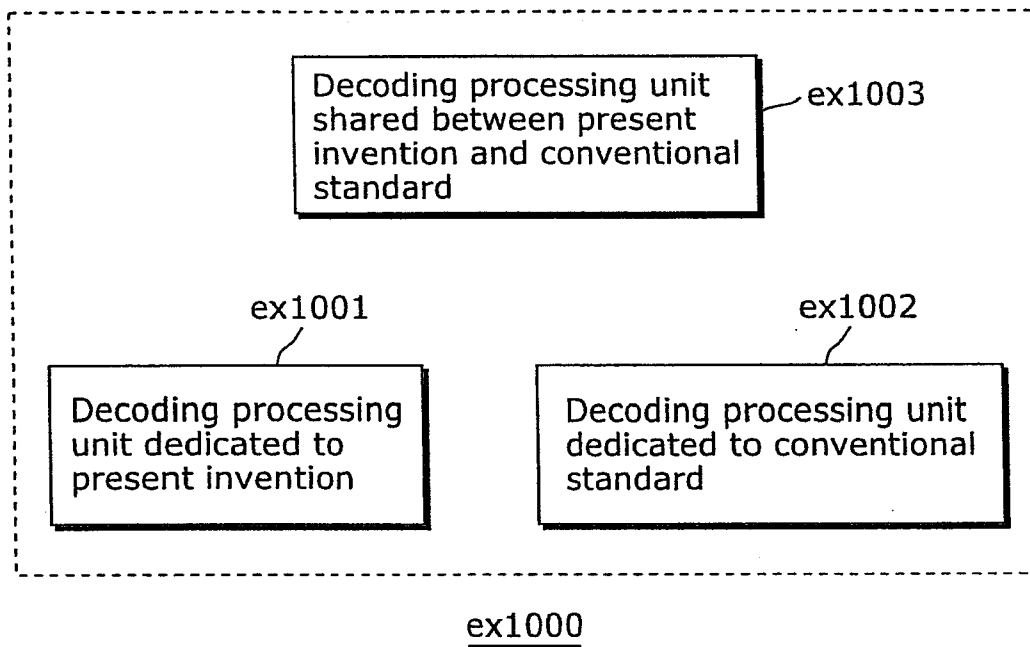 Decoding processing unit
shared between present
invention and conventional
standard
ex1003
ex1001
Decoding processing
unit dedicated to
present invention
ex1002
Decoding processing unit
dedicated to conventional
standard
ex1000